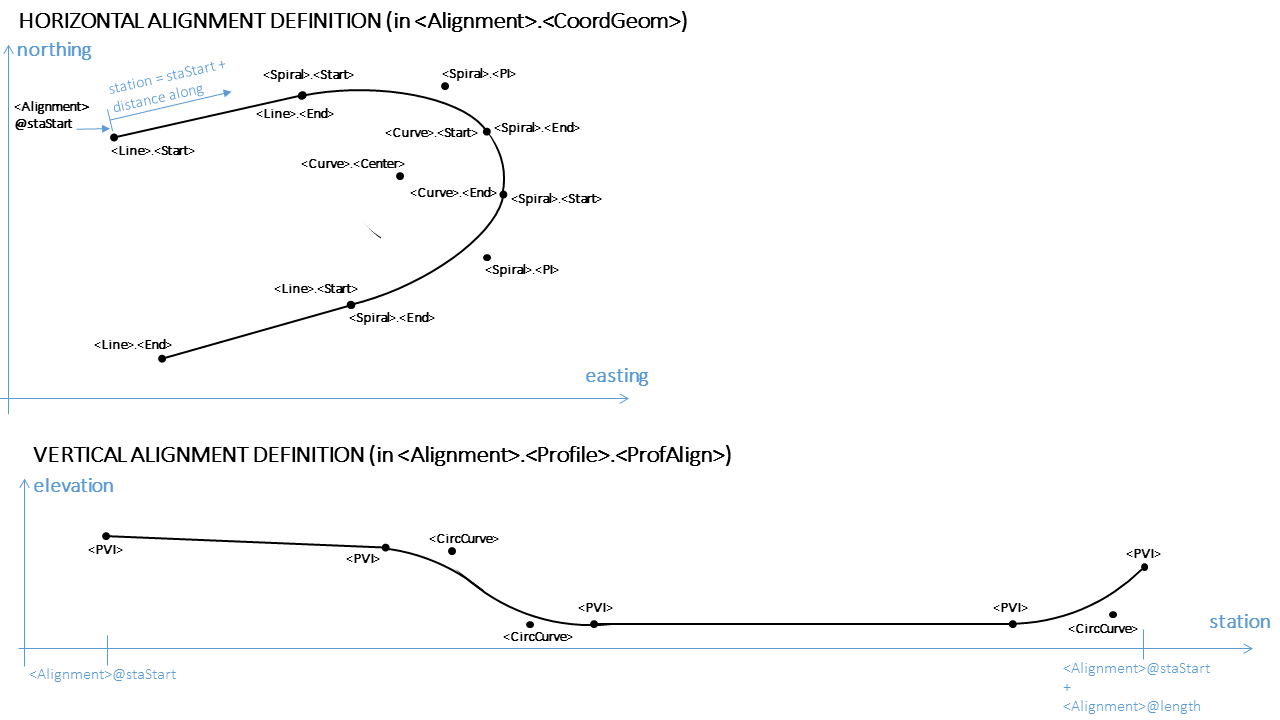 HORIZONTAL ALIGNMENT DEFINITION (in <Alignment>.<CoordGeom>)
northing
station = staStart +
distance along
<Alignment>
@staStart
<Line>.<Start>
<Spiral>.<Start>
<Line>.<End>
<Spiral>.<PI>
<Curve>.<Start>
<Spiral>.<End>
<Curve>.<Center>
<Curve>.<End>
<Spiral>.<Start>
<Spiral>.<PI>
<Line>.<Start>
<Spiral>.<End>
<Line>.<End>
easting
VERTICAL ALIGNMENT DEFINITION (in <Alignment>.<Profile>.<ProfAlign>)
elevation
<PVI>
<PVI>
<CircCurve>
<CircCurve>
<PVI>
<PVI>
<CircCurve>
<PVI>
station
<Alignment>@staStart
<Alignment>@staStart
+
<Alignment>@length